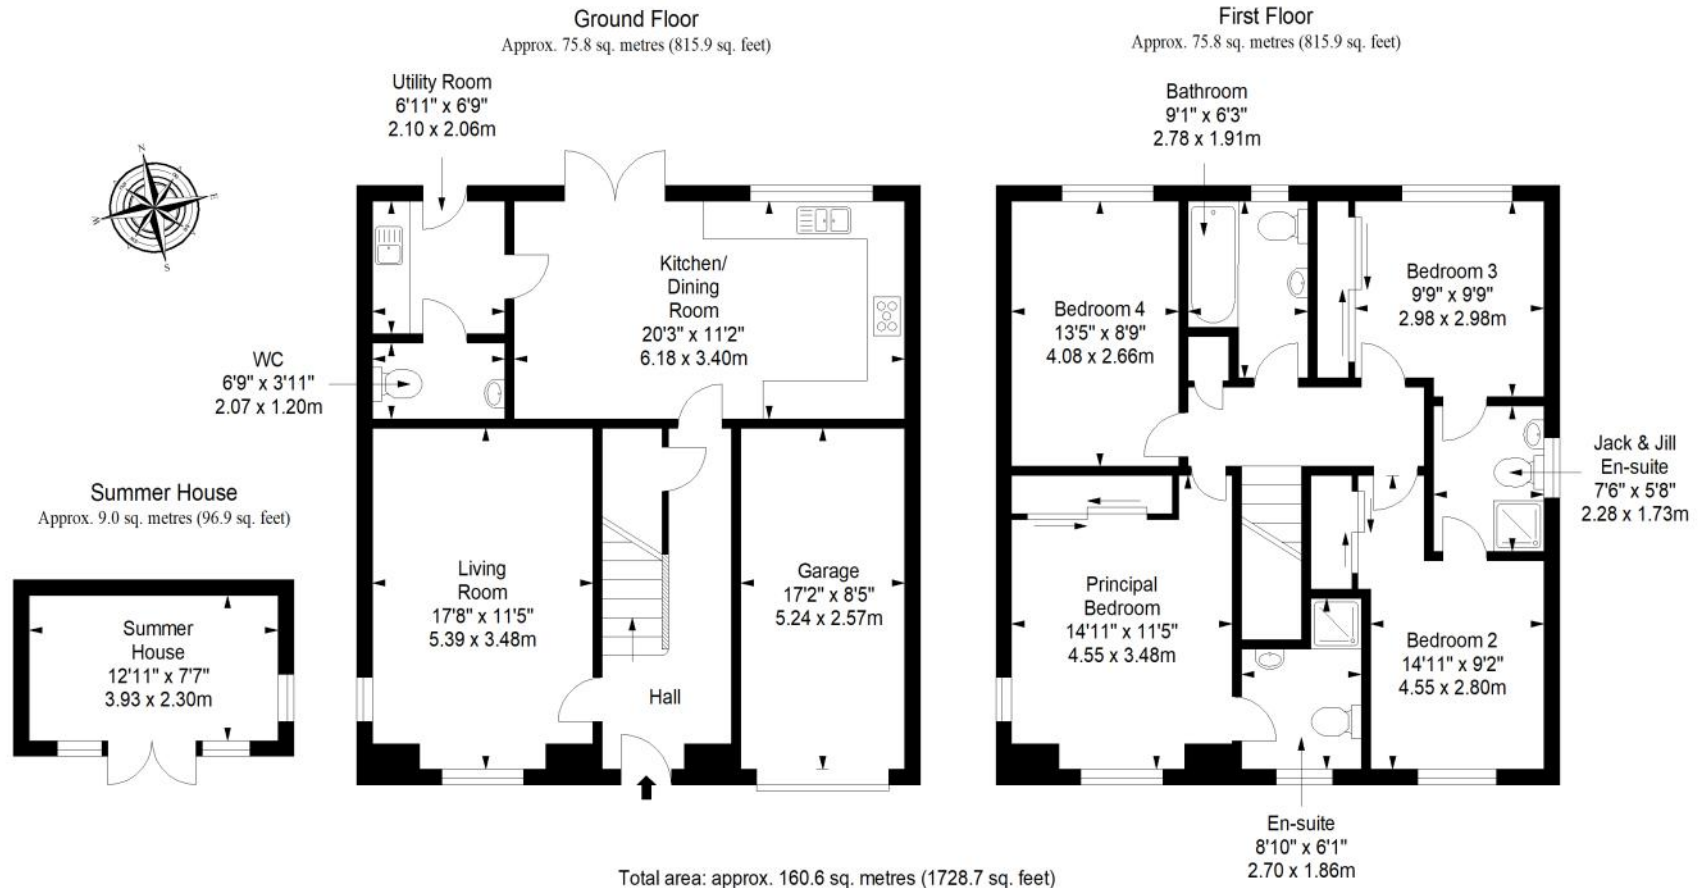 Ground Floor
Approx. 75.8 sq. metres (815.9 sq. feet)
First Floor
Approx. 75.8 sq. metres (815.9 sq. feet)
Utility Room
6'11" x 6'9"
2.10 x 2.06m
Bathroom
9'1" x 6'3"
2.78 x 1.91m
N
E
S
W
Kitchen/
Dining
Room
20'3" x 11'2"
6.18 x 3.40m
WC
6'9" x 3'11"
2.07 x 1.20m
Bedroom 4
13'5" x 8'9"
4.08 x 2.66m
Bedroom 3
9'9" x 9'9"
2.98 x 2.98m
Jack & Jill
En-suite
7'6" x 5'8"
2.28 x 1.73m
Summer House
Approx. 9.0 sq. metres (96.9 sq. feet)
Summer
House
12'11" x 7'7"
3.93 x 2.30m
Living
Room
17'8" x 11'5"
5.39 x 3.48m
Hall
Garage
17'2" x 8'5"
5.24 x 2.57m
Principal
Bedroom
14'11" x 11'5"
4.55 x 3.48m
Bedroom 2
14'11" x 9'2"
4.55 x 2.80m
En-suite
8'10" x 6'1"
2.70 x 1.86m
Total area: approx. 160.6 sq. metres (1728.7 sq. feet)